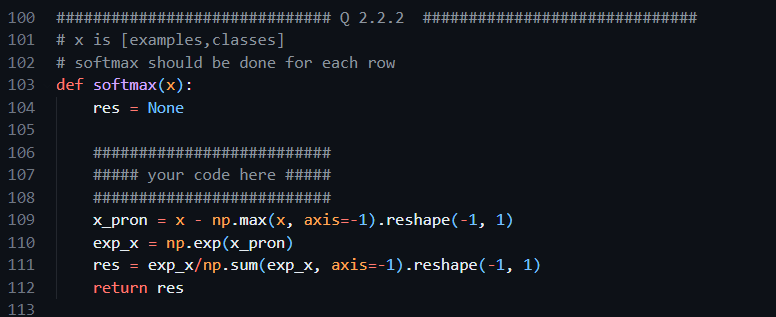 100 ############################## Q 2.2.2  ##############################
101 # x is [examples,classes]
102 # softmax should be done for each row
103 def softmax(x):
104     res = None
105
106     ##########################
107     ##### your code here #####
108     ##########################
109     x_pron = x - np.max(x, axis=-1).reshape(-1, 1)
110     exp_x = np.exp(x_pron)
111     res = exp_x/np.sum(exp_x, axis=-1).reshape(-1, 1)
112     return res
113